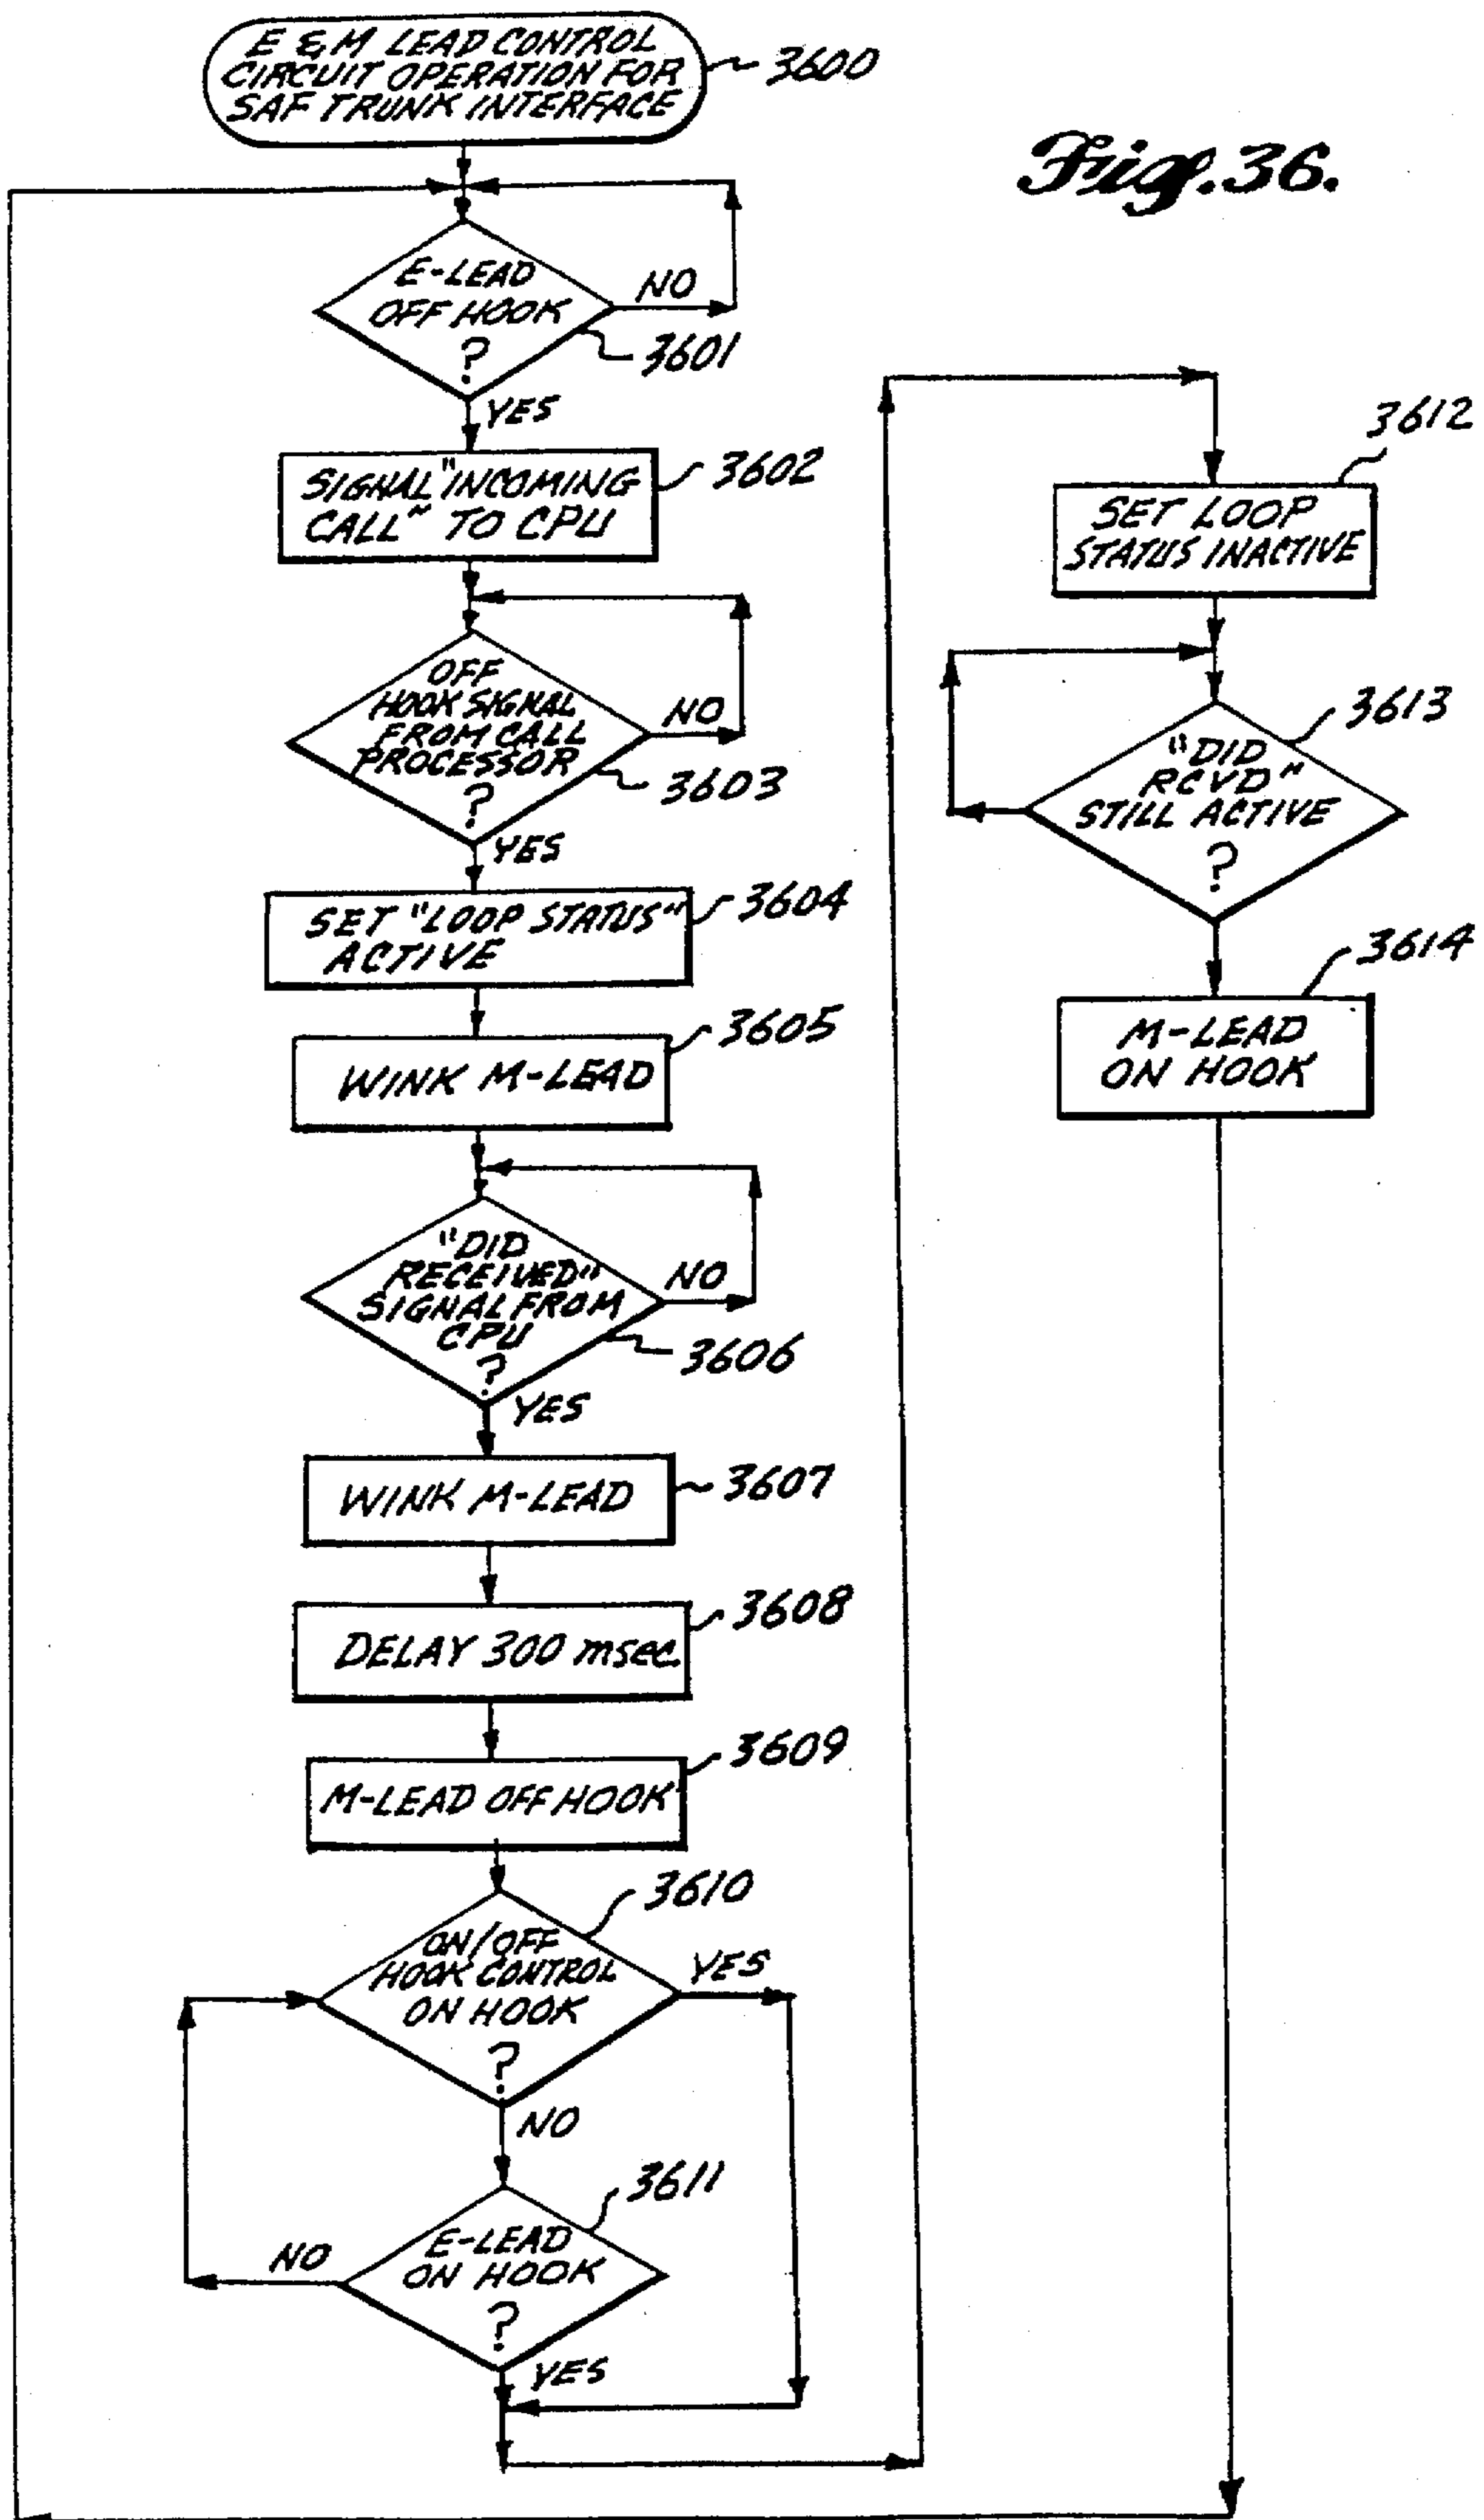 E & M LEAD CONTROL
CIRCUIT OPERATION FOR
SAF TRUNK INTERFACE
3600
Fig. 36.
E-LEAD
OFF HOOK
?
NO
3601
YES
SIGNAL "INCOMING
CALL" TO CPU
3602
OFF
HOOK SIGNAL
FROM CALL
PROCESSOR
?
NO
3603
YES
SET "LOOP STATUS"
ACTIVE
3604
WINK M-LEAD
3605
"DID
RECEIVED"
SIGNAL FROM
CPU
?
NO
3606
YES
WINK M-LEAD
3607
DELAY 300 msec.
3608
M-LEAD OFF HOOK
3609
ON/OFF
HOOK CONTROL
ON HOOK
?
3610
YES
NO
E-LEAD
ON HOOK
?
3611
NO
YES
3612
SET LOOP
STATUS INACTIVE
3613
"DID
RCVD"
STILL ACTIVE
?
3614
M-LEAD
ON HOOK